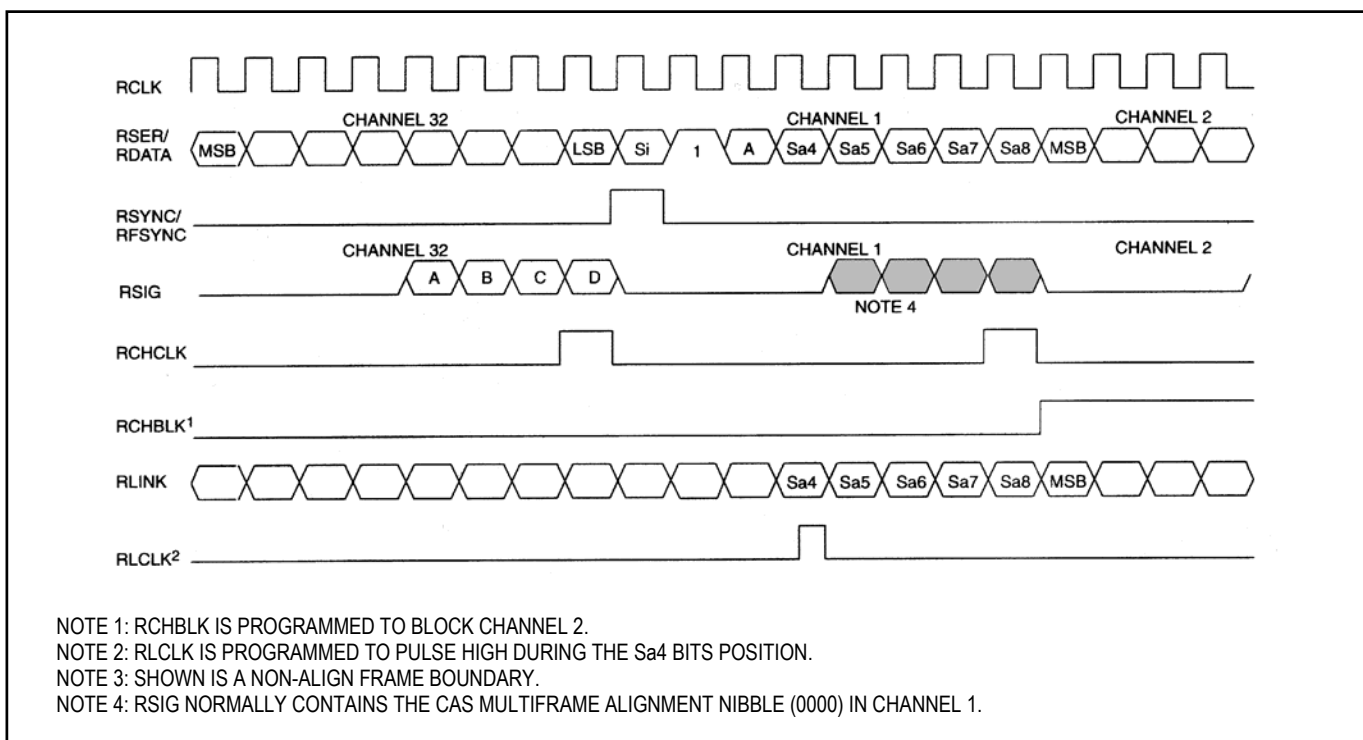 RCLK
CHANNEL 32 CHANNEL 1 CHANNEL 2
RSER/
RDATA
MSB LSB Si 1 A Sa4 Sa5 Sa6 Sa7 Sa8 MSB
RSYNC/
RFSYNC
CHANNEL 32 CHANNEL 1 CHANNEL 2
RSIG A B C D
NOTE 4
RCHCLK
RCHBLK1
RLINK Sa4 Sa5 Sa6 Sa7 Sa8 MSB
RLCLK2
NOTE 1: RCHBLK IS PROGRAMMED TO BLOCK CHANNEL 2.
NOTE 2: RLCLK IS PROGRAMMED TO PULSE HIGH DURING THE Sa4 BITS POSITION.
NOTE 3: SHOWN IS A NON-ALIGN FRAME BOUNDARY.
NOTE 4: RSIG NORMALLY CONTAINS THE CAS MULTIFRAME ALIGNMENT NIBBLE (0000) IN CHANNEL 1.